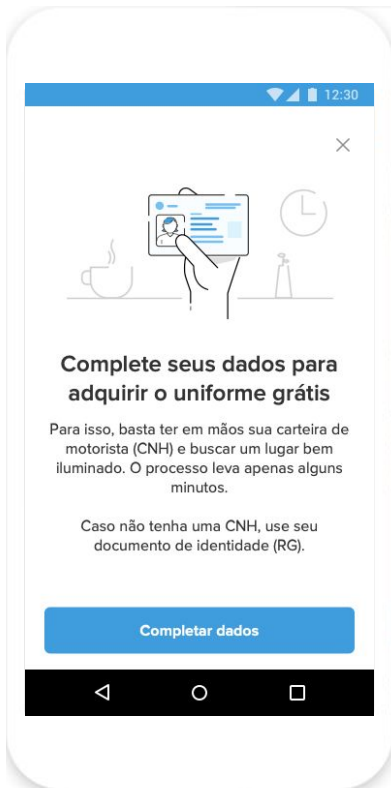 12:30
Complete seus dados para
adquirir o uniforme grátis
Para isso, basta ter em mãos sua carteira de
motorista (CNH) e buscar um lugar bem
iluminado. O processo leva apenas alguns
minutos.
Caso não tenha uma CNH, use seu
documento de identidade (RG).
Completar dados